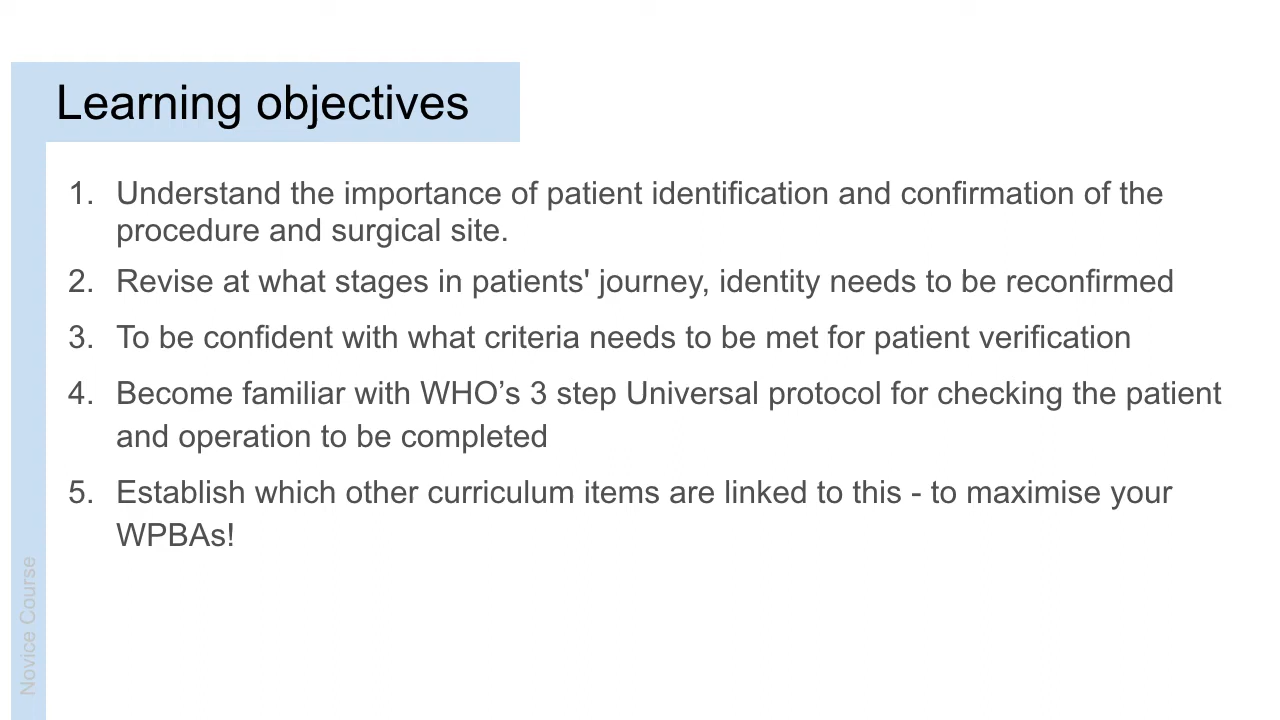 Learning objectives
1. Understand the importance of patient identification and confirmation of the
procedure and surgical site.
2. Revise at what stages in patients' journey, identity needs to be reconfirmed
3. To be confident with what criteria needs to be met for patient verification
4. Become familiar with WHO’s 3 step Universal protocol for checking the patient
and operation to be completed
5. Establish which other curriculum items are linked to this - to maximise your
WPBAs!
Novice Course